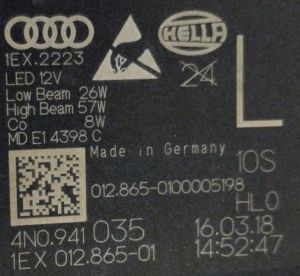 HELLA
1EX.2223
LED 12V
Low Beam 26W
High Beam 57W
Co 8W
MD E1 4398 C
24
L
Made in Germany
10S
012.865-0100005198
HL0
4N0.941 035
16.03.18
1EX 012.865-01
14:52:47